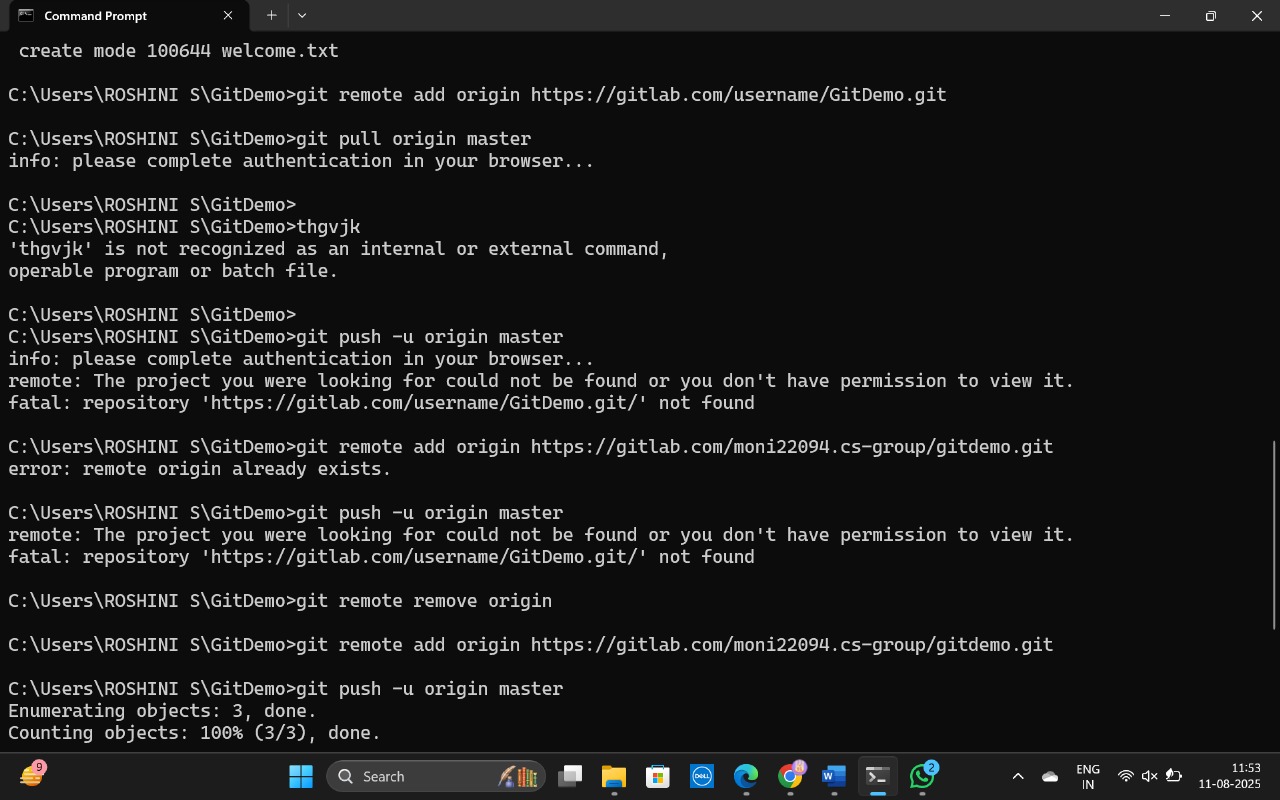 Command Prompt
create mode 100644 welcome.txt
C:\Users\ROSHINI S\GitDemo>git remote add origin https://gitlab.com/username/GitDemo.git
C:\Users\ROSHINI S\GitDemo>git pull origin master
info: please complete authentication in your browser...
C:\Users\ROSHINI S\GitDemo>
C:\Users\ROSHINI S\GitDemo>thgvjk
'thgvjk' is not recognized as an internal or external command,
operable program or batch file.
C:\Users\ROSHINI S\GitDemo>
C:\Users\ROSHINI S\GitDemo>git push -u origin master
info: please complete authentication in your browser...
remote: The project you were looking for could not be found or you don't have permission to view it.
fatal: repository 'https://gitlab.com/username/GitDemo.git/' not found
C:\Users\ROSHINI S\GitDemo>git remote add origin https://gitlab.com/moni22094.cs-group/gitdemo.git
error: remote origin already exists.
C:\Users\ROSHINI S\GitDemo>git push -u origin master
remote: The project you were looking for could not be found or you don't have permission to view it.
fatal: repository 'https://gitlab.com/username/GitDemo.git/' not found
C:\Users\ROSHINI S\GitDemo>git remote remove origin
C:\Users\ROSHINI S\GitDemo>git remote add origin https://gitlab.com/moni22094.cs-group/gitdemo.git
C:\Users\ROSHINI S\GitDemo>git push -u origin master
Enumerating objects: 3, done.
Counting objects: 100% (3/3), done.
9
Search
DELL
W
2
ENG
IN
11:53
11-08-2025